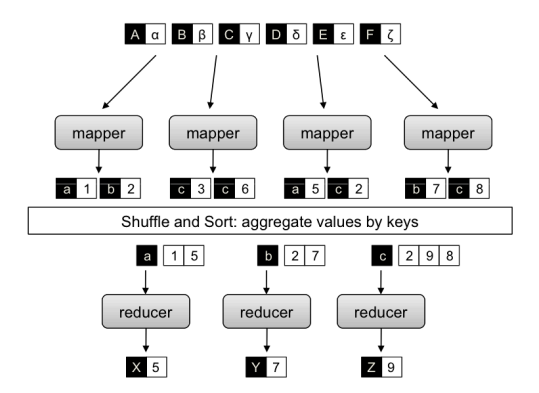 A α B β C γ D δ E ε F ζ
mapper mapper mapper mapper
a 1 b 2 c 3 c 6 a 5 c 2 b 7 c 8
Shuffle and Sort: aggregate values by keys
a 1 5 b 2 7 c 2 9 8
reducer reducer reducer
X 5 Y 7 Z 9